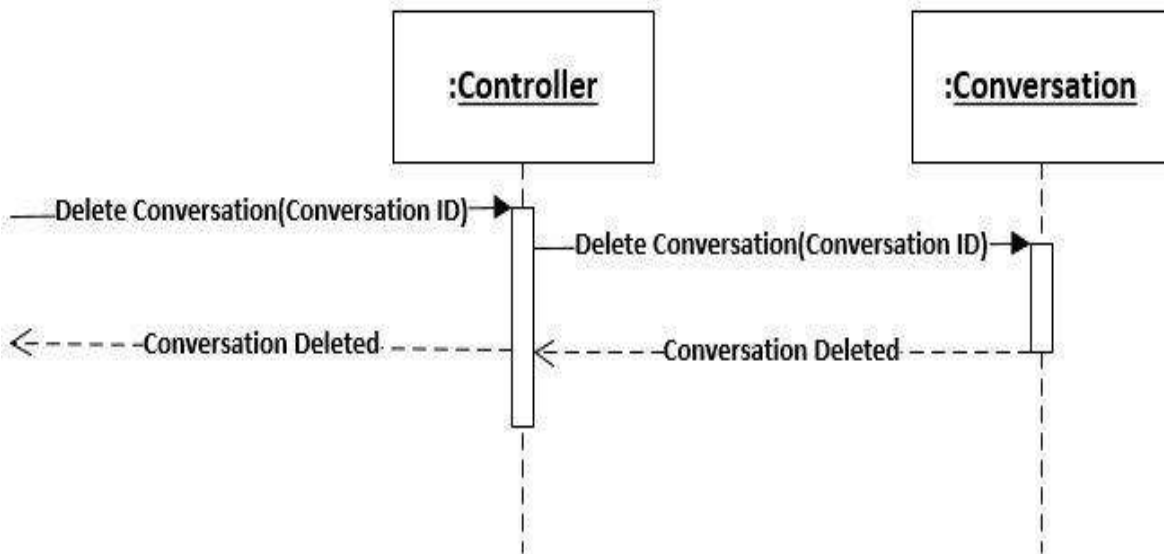 :Controller
:Conversation
Delete Conversation(Conversation ID)
Delete Conversation(Conversation ID)
Conversation Deleted
Conversation Deleted